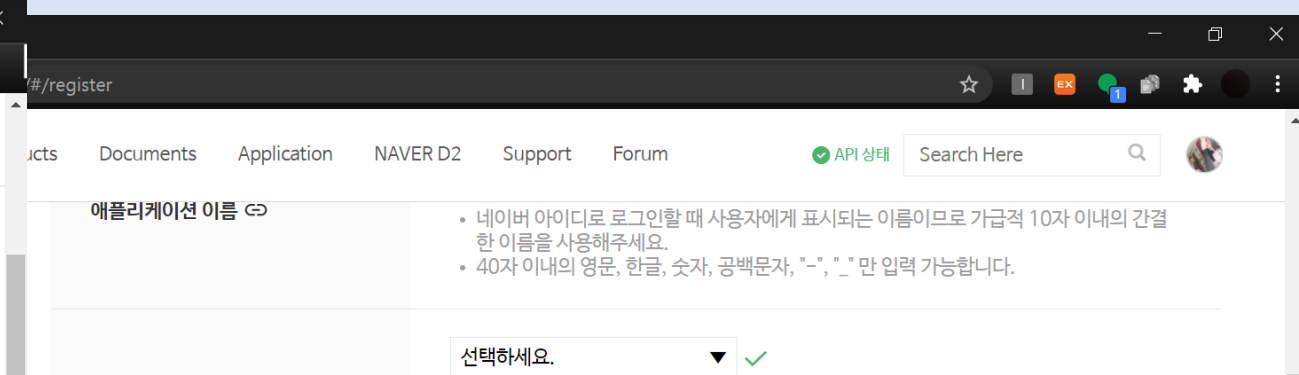 /#/register
EX
1
ucts Documents Application NAVER D2 Support Forum API 상태 Search Here
애플리케이션 이름
• 네이버 아이디로 로그인할 때 사용자에게 표시되는 이름이므로 가급적 10자 이내의 간결
한 이름을 사용해주세요.
• 40자 이내의 영문, 한글, 숫자, 공백문자, "-", "_" 만 입력 가능합니다.
선택하세요.